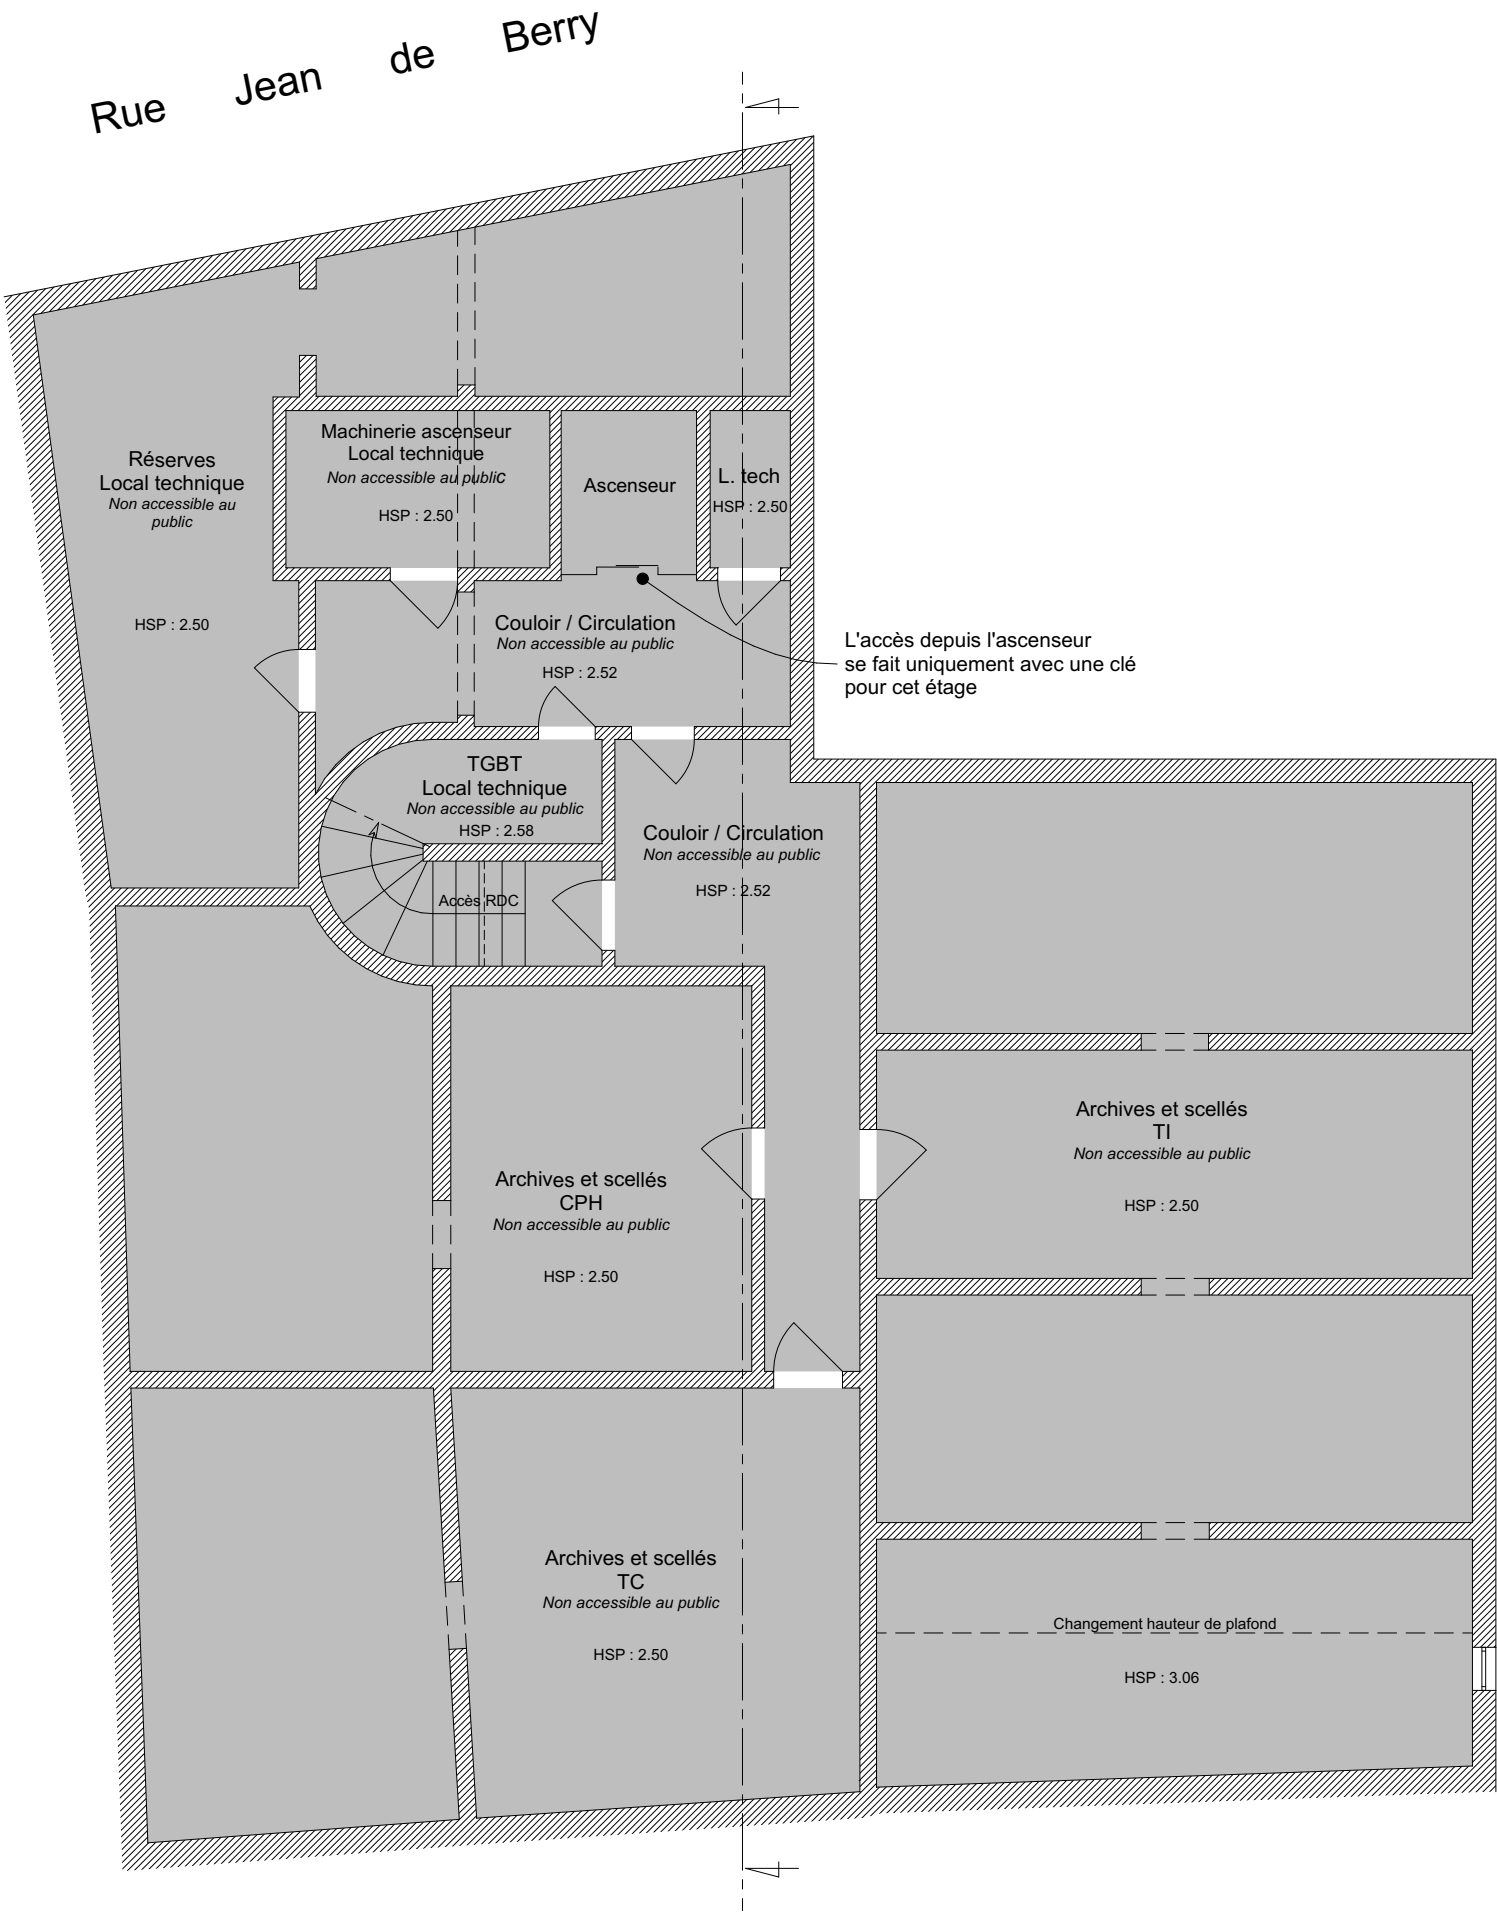 Rue Jean de Berry
Réserves
Local technique
Non accessible au
public
HSP : 2.50
Machinerie ascenseur
Local technique
Non accessible au public
HSP : 2.50
Ascenseur
L. tech
HSP : 2.50
Couloir / Circulation
Non accessible au public
HSP : 2.52
L'accès depuis l'ascenseur
se fait uniquement avec une clé
pour cet étage
TGBT
Local technique
Non accessible au public
HSP : 2.58
Couloir / Circulation
Non accessible au public
HSP : 2.52
Accès RDC
Archives et scellés
TI
Non accessible au public
HSP : 2.50
Archives et scellés
CPH
Non accessible au public
HSP : 2.50
Archives et scellés
TC
Non accessible au public
HSP : 2.50
Changement hauteur de plafond
HSP : 3.06